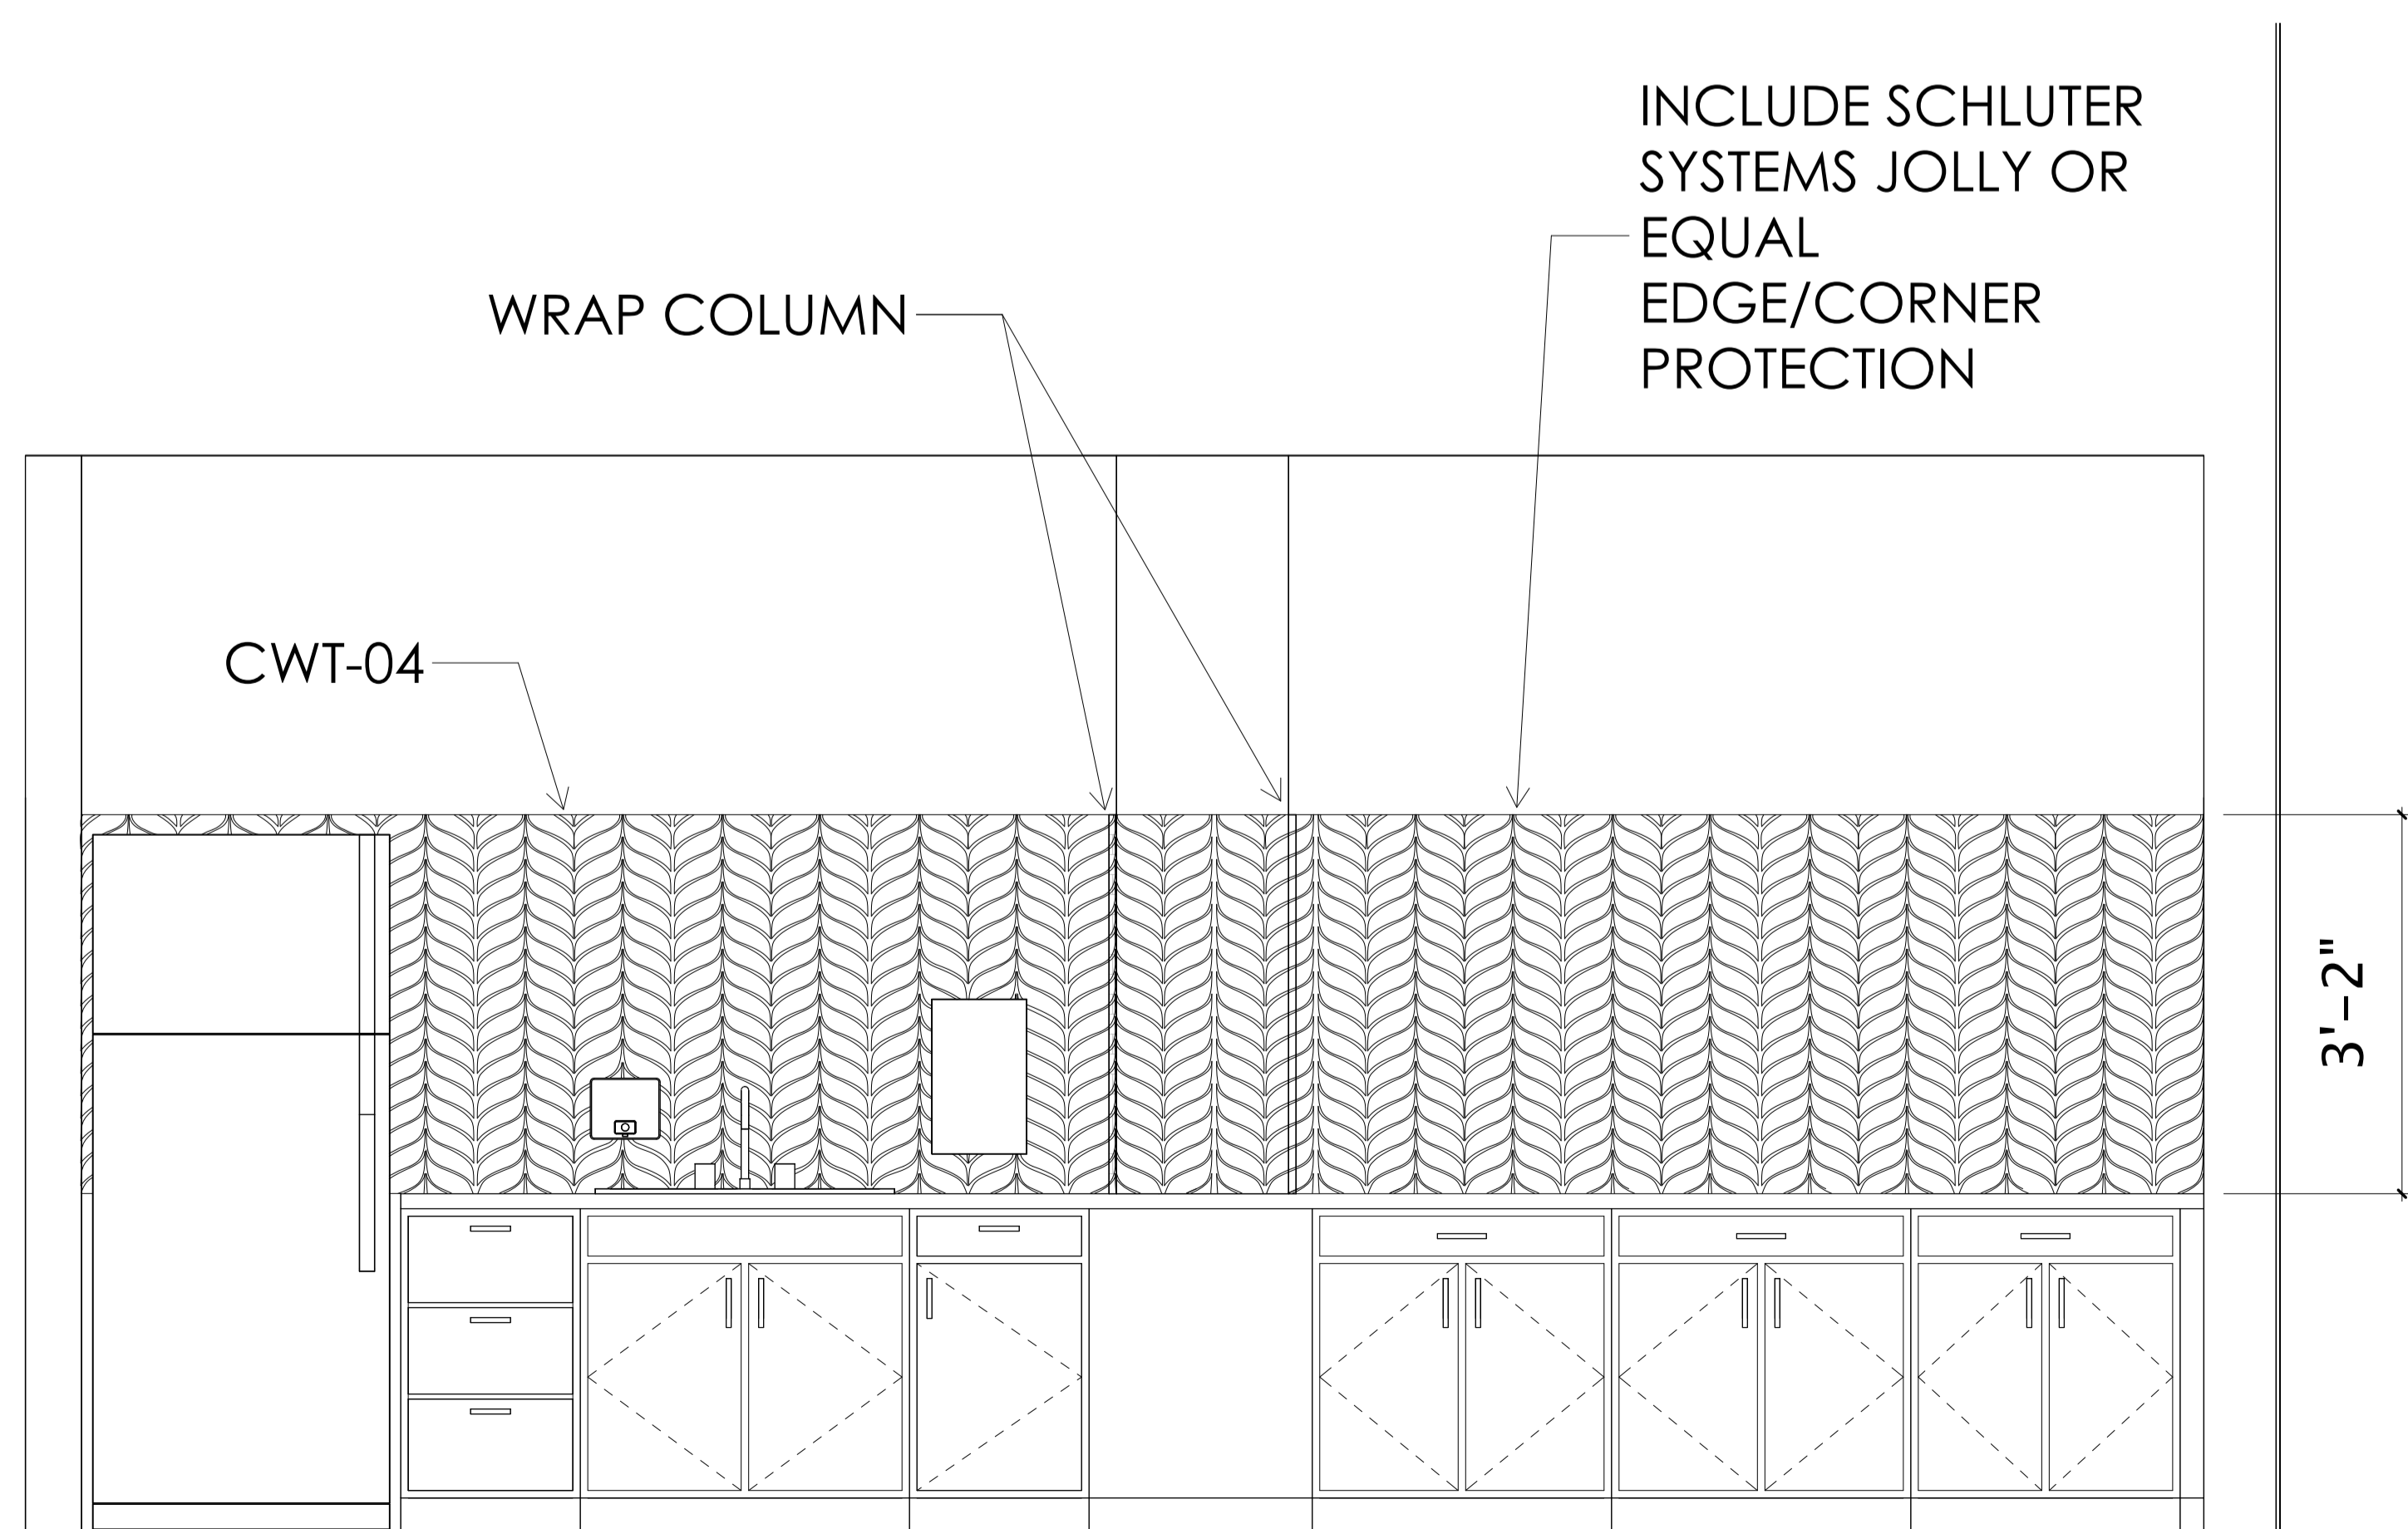 INCLUDE SCHLUTER
SYSTEMS JOLLY OR
EQUAL
EDGE/CORNER
PROTECTION
WRAP COLUMN
CWT-04
3'-2"